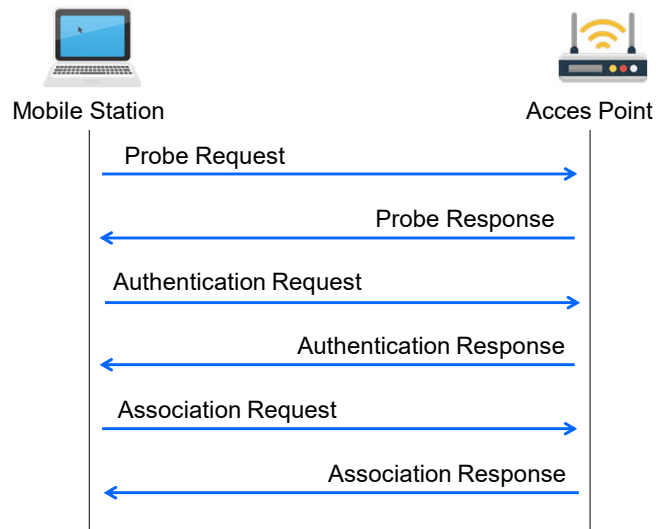 Mobile Station
Acces Point
Probe Request
Probe Response
Authentication Request
Authentication Response
Association Request
Association Response